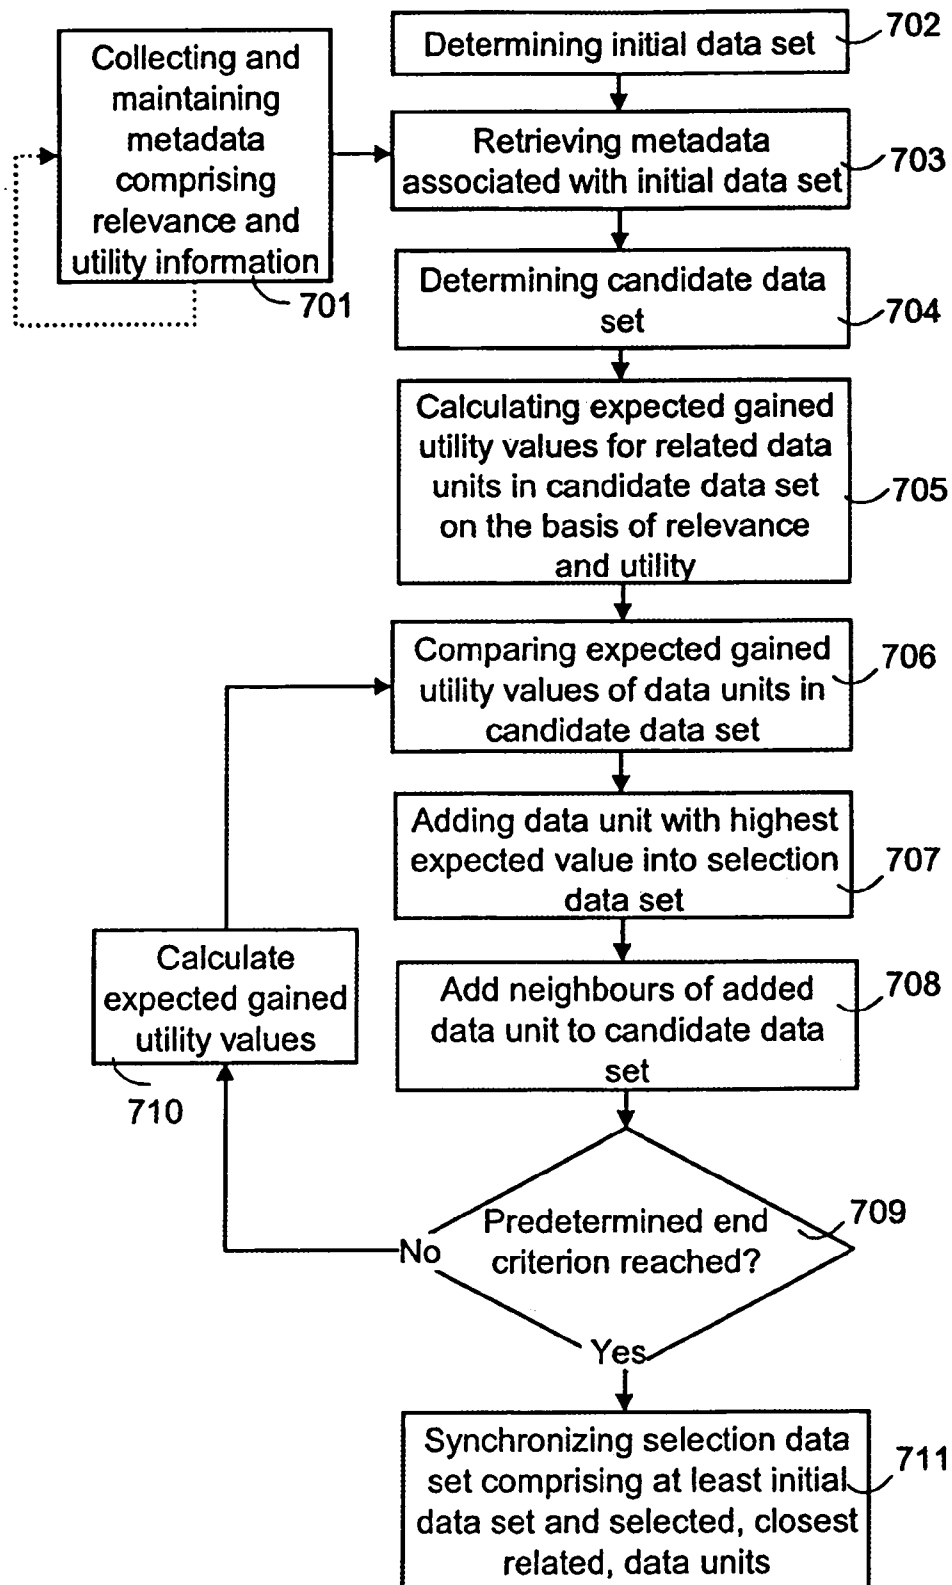 Collecting and
maintaining
metadata
comprising
relevance and
utility information
701
Determining initial data set
702
Retrieving metadata
associated with initial data set
703
Determining candidate data
set
704
Calculating expected gained
utility values for related data
units in candidate data set
on the basis of relevance
and utility
705
Comparing expected gained
utility values of data units in
candidate data set
706
Adding data unit with highest
expected value into selection
data set
707
Add neighbours of added
data unit to candidate data
set
708
Calculate
expected gained
utility values
710
Predetermined end
criterion reached?
709
No
Yes
Synchronizing selection data
set comprising at least initial
data set and selected, closest
related, data units
711